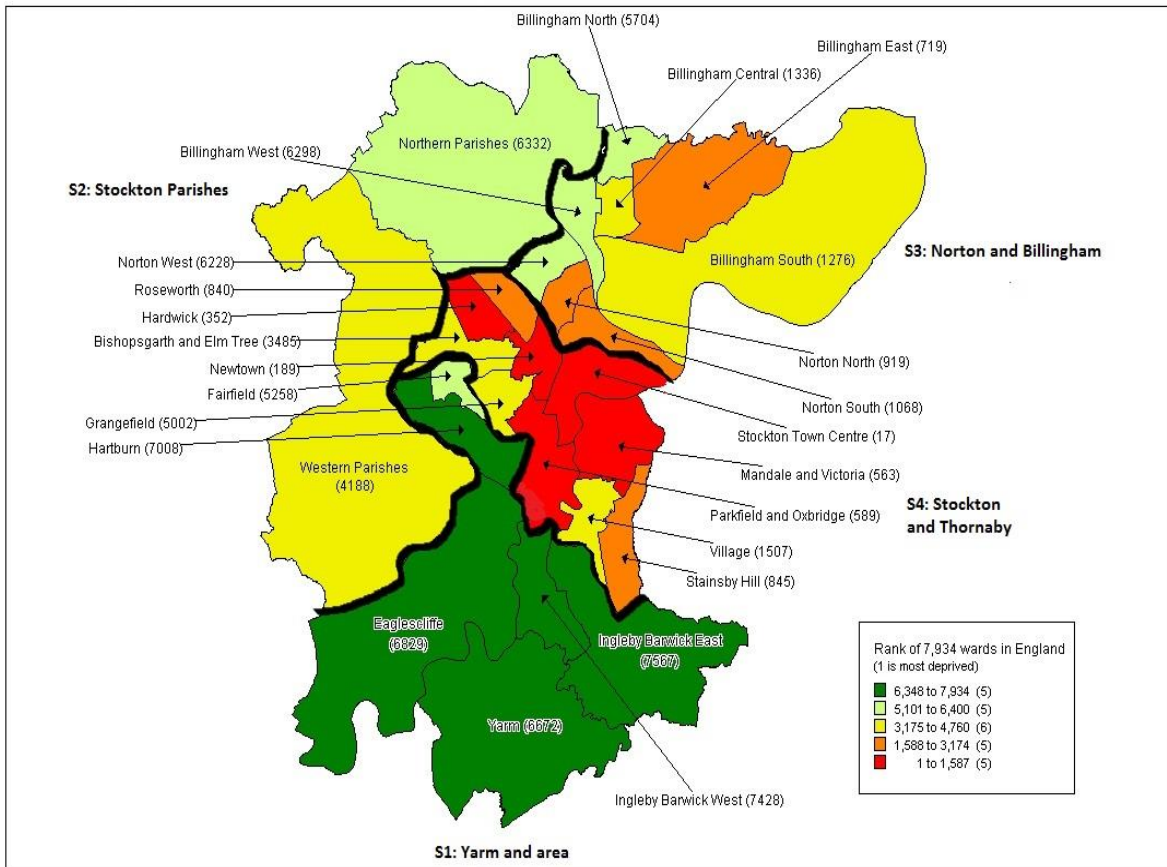 Billingham North (5704)
Billingham East (719)
Billingham Central (1336)
Northern Parishes (6332)
Billingham West (6298)
S2: Stockton Parishes
S3: Norton and Billingham
Norton West (6228)
Billingham South (1276)
Roseworth (840)
Hardwick (352)
Bishopsgarth and Elm Tree (3485)
Norton North (919)
Newtown (189)
Fairfield (5258)
Norton South (1068)
Grangefield (5002)
Stockton Town Centre (17)
Hartburn (7008)
Western Parishes
(4188)
Mandale and Victoria (563)
S4: Stockton
and Thornaby
Parkfield and Oxbridge (589)
Village (1507)
Stainsby Hill (845)
Eaglescliffe
(6829)
Ingleby Barwick East
(7567)
Yarm (6672)
Ingleby Barwick West (7428)
Rank of 7,934 wards in England
(1 is most deprived)
6,348 to 7,934 (5)
5,101 to 6,400 (5)
3,175 to 4,760 (6)
1,588 to 3,174 (5)
1 to 1,587 (5)
S1: Yarm and area